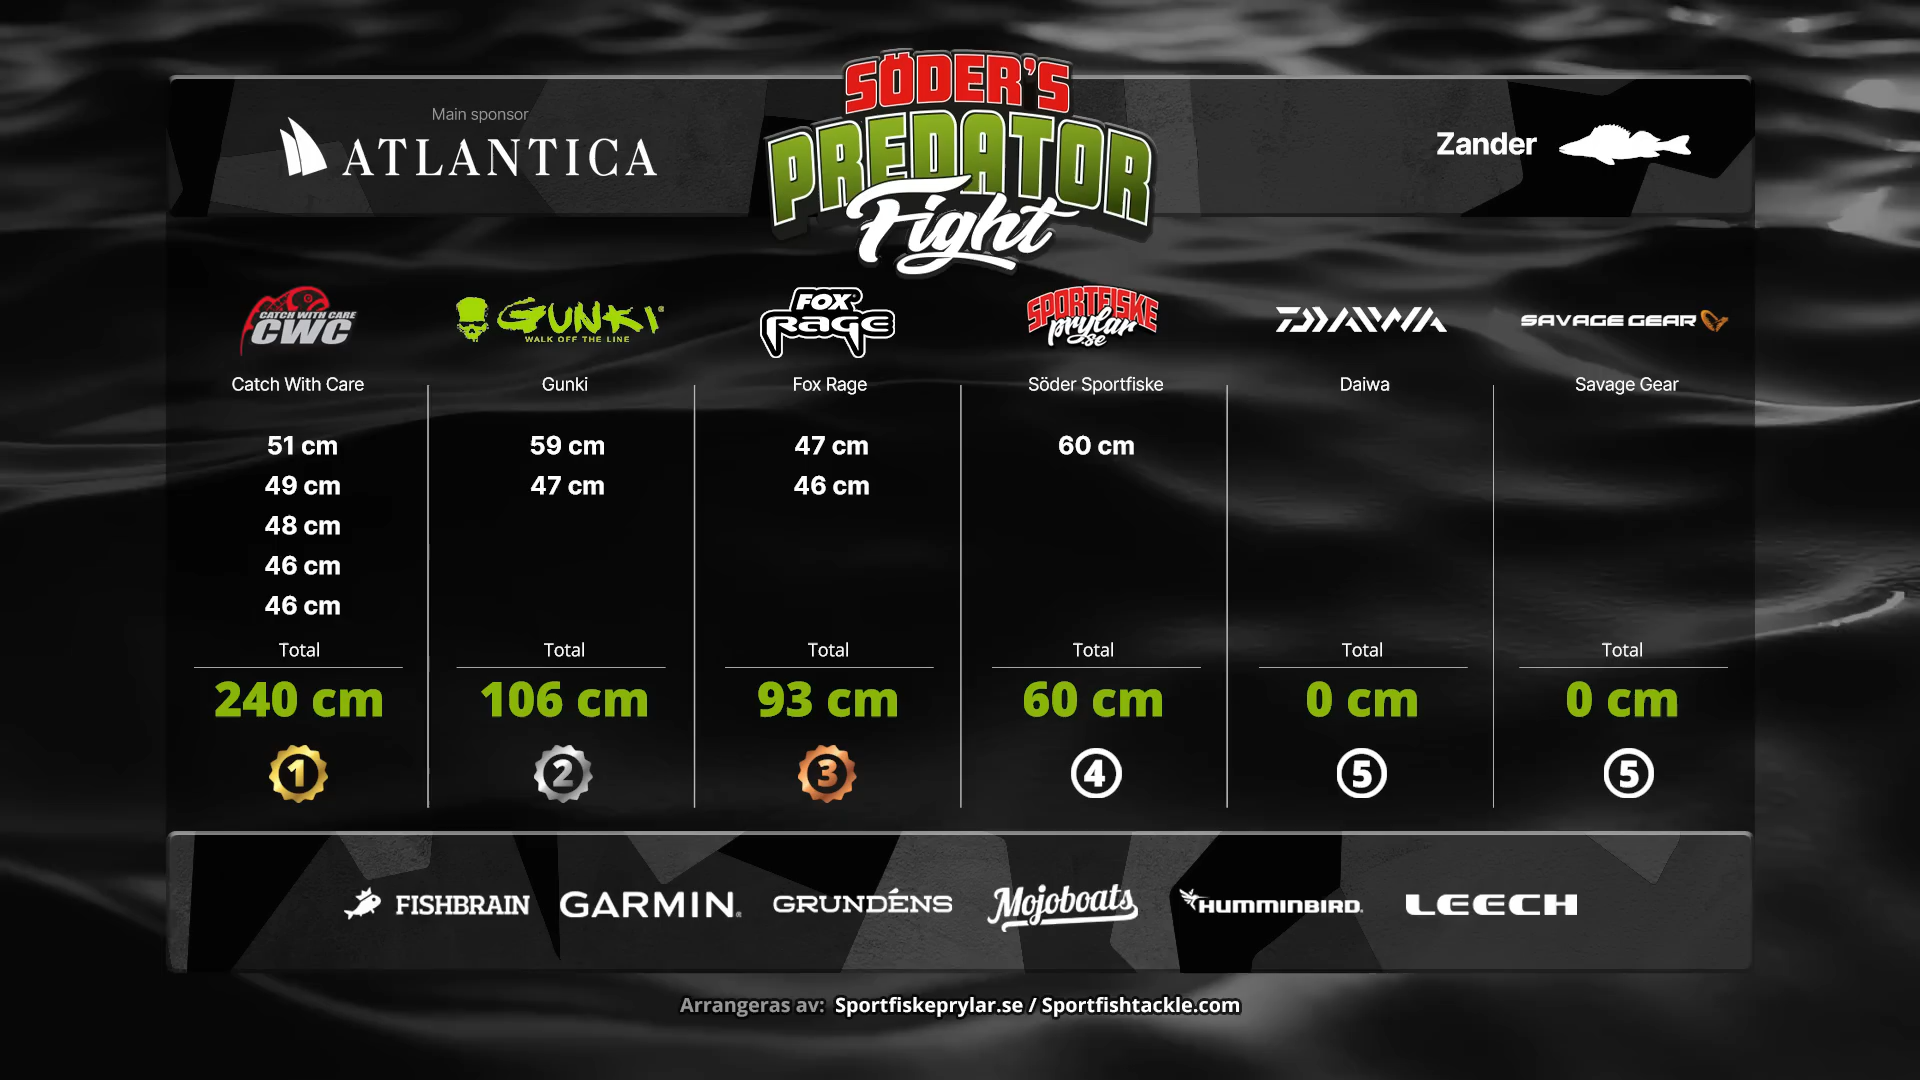 SÖDER'S
PREDATOR
Fight
Main sponsor
ATLANTICA
Zander
CATCH WITH CARE
CWC
GUNKI®
WALK OFF THE LINE
FOX
RAGE
SPORTFISKE
prylar
.se
DAIWA
SAVAGE GEAR
Catch With Care
Gunki
Fox Rage
Söder Sportfiske
Daiwa
Savage Gear
51 cm
49 cm
48 cm
46 cm
46 cm
59 cm
47 cm
47 cm
46 cm
60 cm
Total
240 cm
1
Total
106 cm
2
Total
93 cm
3
Total
60 cm
4
Total
0 cm
5
Total
0 cm
5
FISHBRAIN
GARMIN®
GRUNDÉNS
Mojoboats
HUMMINBIRD®
LEECH
Arrangeras av: Sportfiskeprylar.se / Sportfishtackle.com